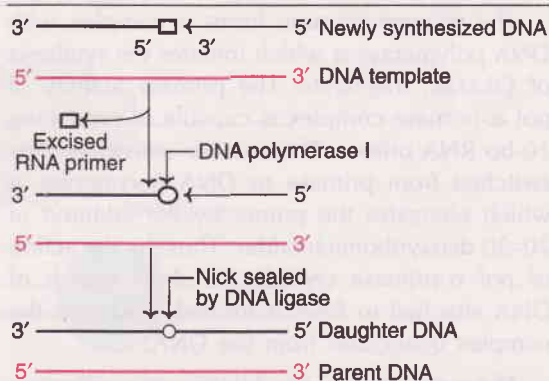 3′ 5′ Newly synthesized DNA
5′ 3′
5′ 3′ DNA template
Excised
RNA primer
DNA polymerase
3′ 5′
5′ 3′
Nick sealed
by DNA ligase
3′ 5′ Daughter DNA
5′ 3′ Parent DNA